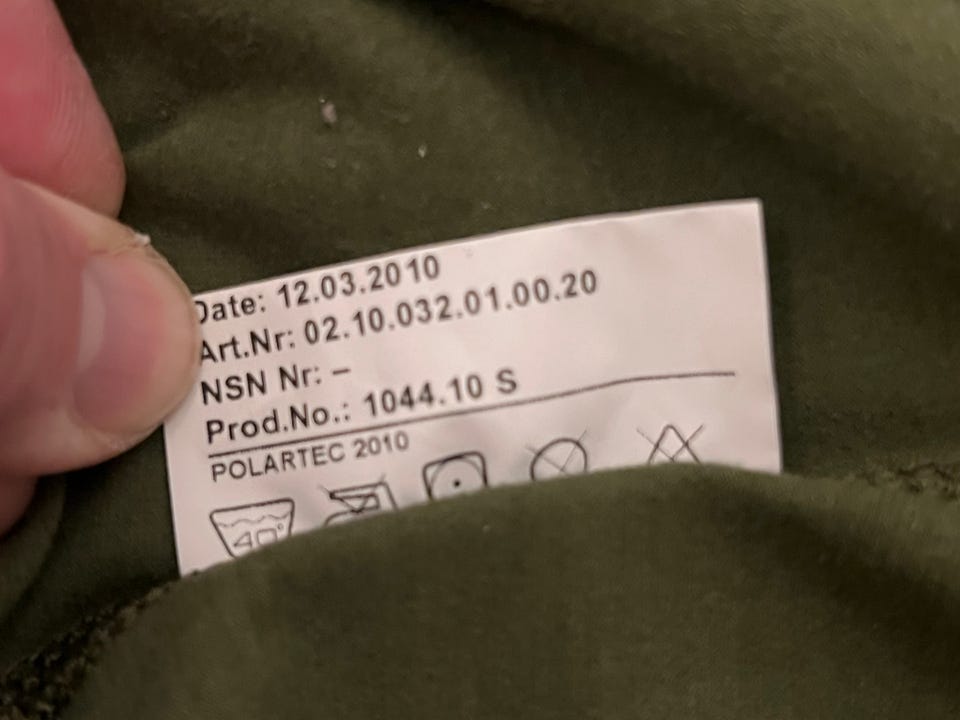 Date: 12.03.2010
Art.Nr: 02.10.032.01.00.20
NSN Nr: –
Prod.No.: 1044.10 S
POLARTEC 2010
40°